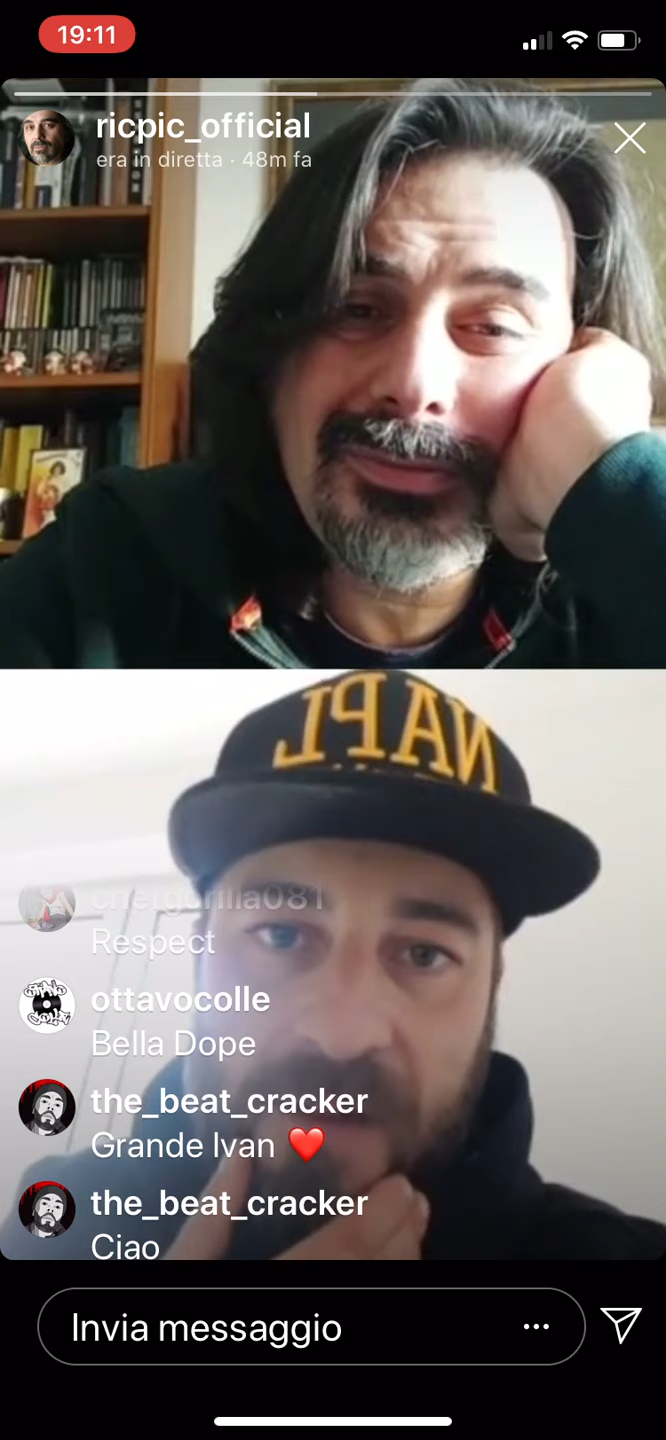 19:11
ricpic_official
era in diretta · 48m fa
NAPL
chefgorilla081
Respect
ottavocolle
Bella Dope
the_beat_cracker
Grande Ivan ❤️
the_beat_cracker
Ciao
Invia messaggio